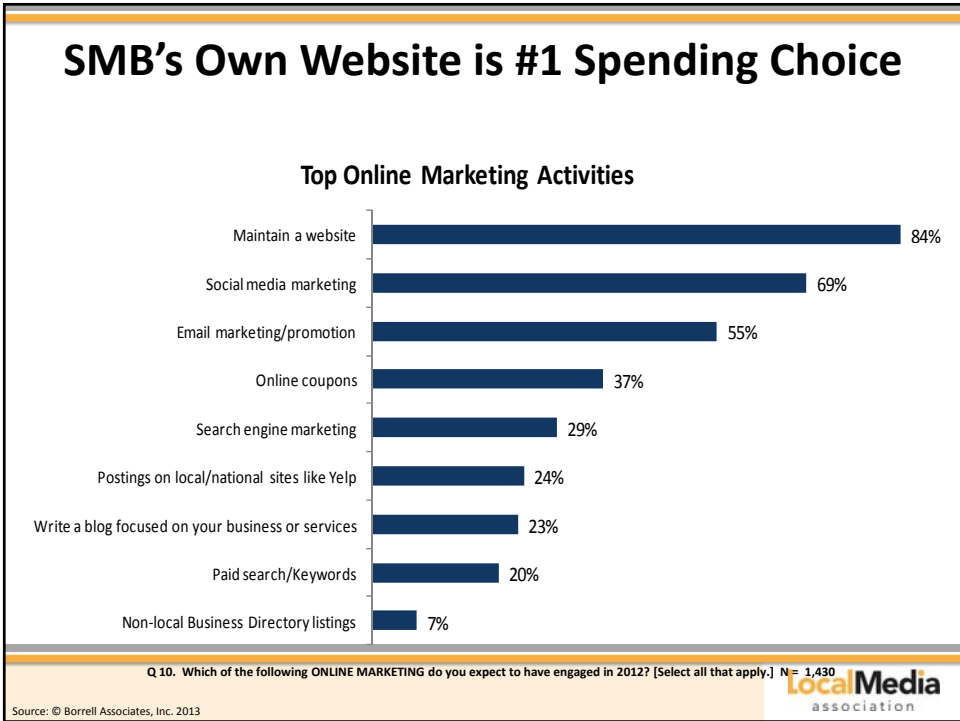 SMB's Own Website is #1 Spending Choice
Top Online Marketing Activities
Maintain a website 84%
Social media marketing 69%
Email marketing/promotion 55%
Online coupons 37%
Search engine marketing 29%
Postings on local/national sites like Yelp 24%
Write a blog focused on your business or services 23%
Paid search/Keywords 20%
Non-local Business Directory listings 7%
Q 10. Which of the following ONLINE MARKETING do you expect to have engaged in 2012? [Select all that apply.] N = 1,430
LocalMedia
association
Source: © Borrell Associates, Inc. 2013